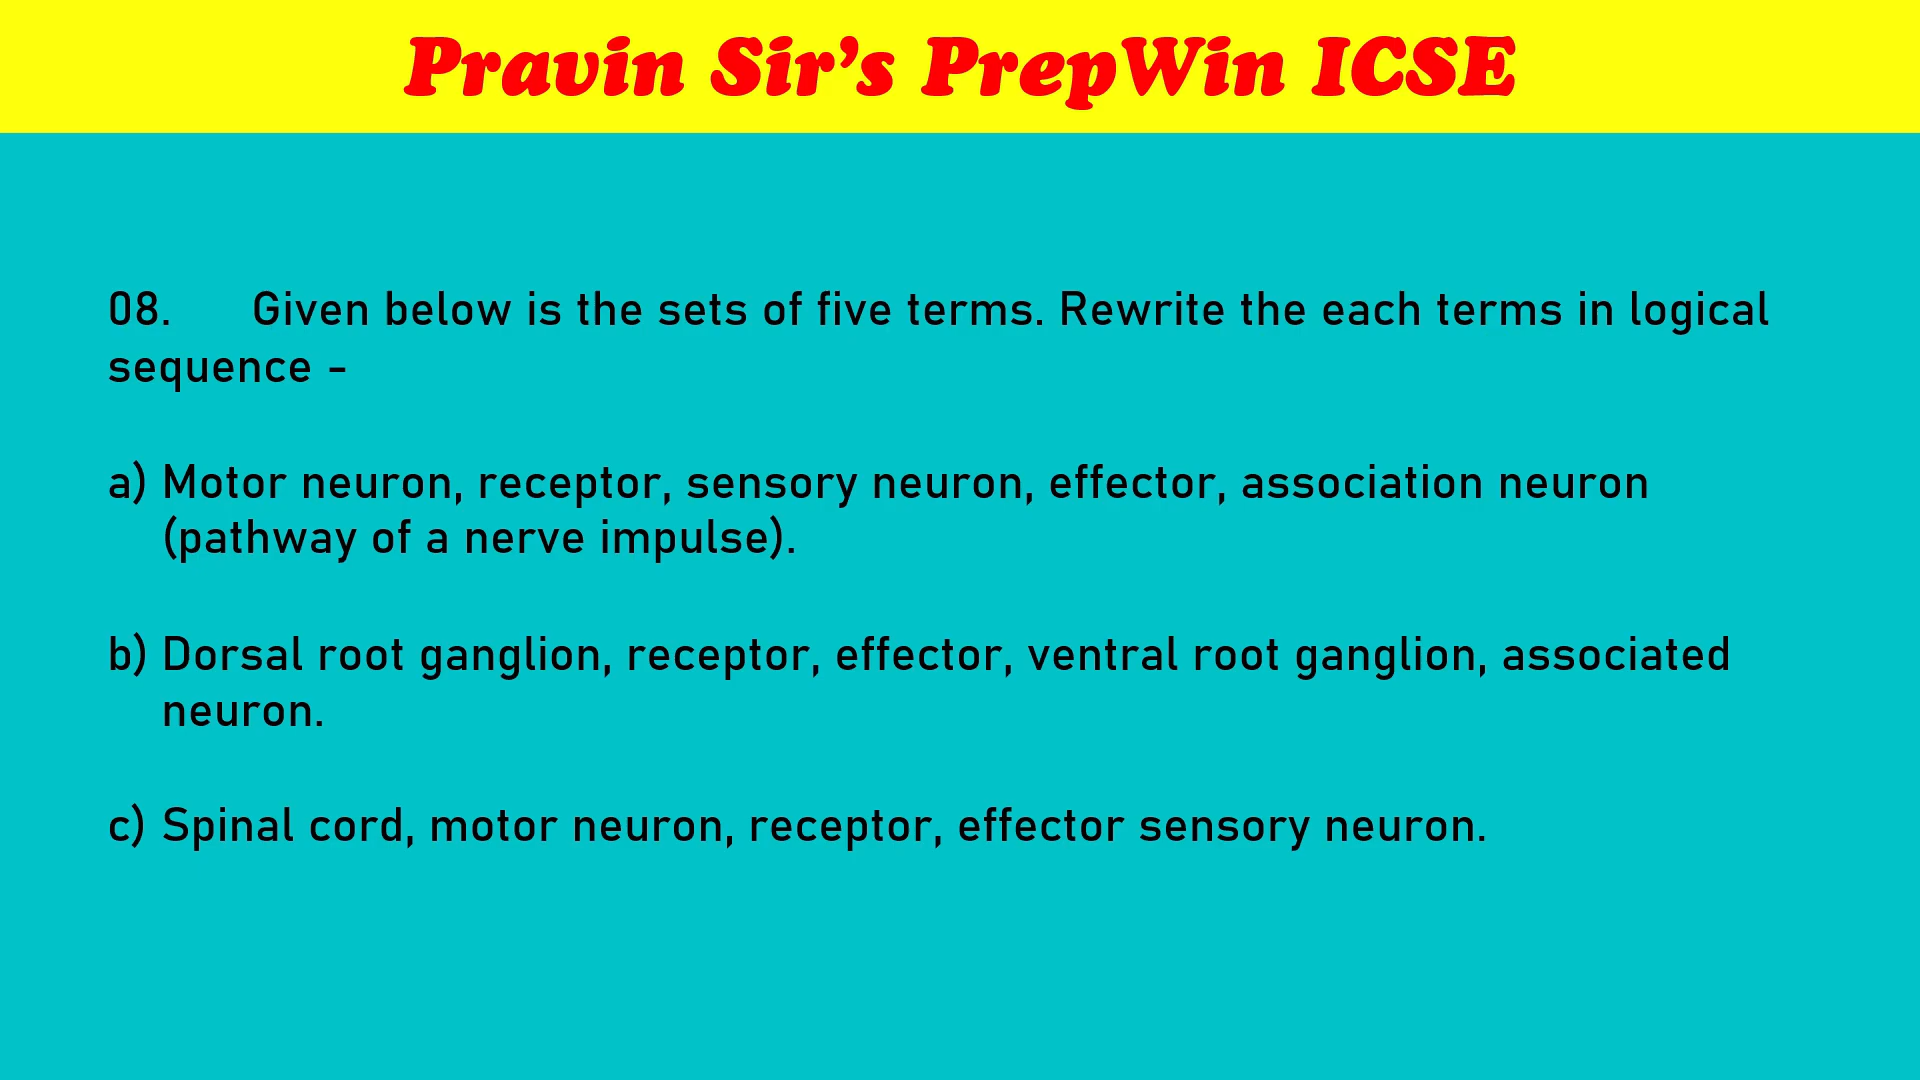 Pravin Sir’s PrepWin ICSE
08. Given below is the sets of five terms. Rewrite the each terms in logical
sequence -
a) Motor neuron, receptor, sensory neuron, effector, association neuron
(pathway of a nerve impulse).
b) Dorsal root ganglion, receptor, effector, ventral root ganglion, associated
neuron.
c) Spinal cord, motor neuron, receptor, effector sensory neuron.